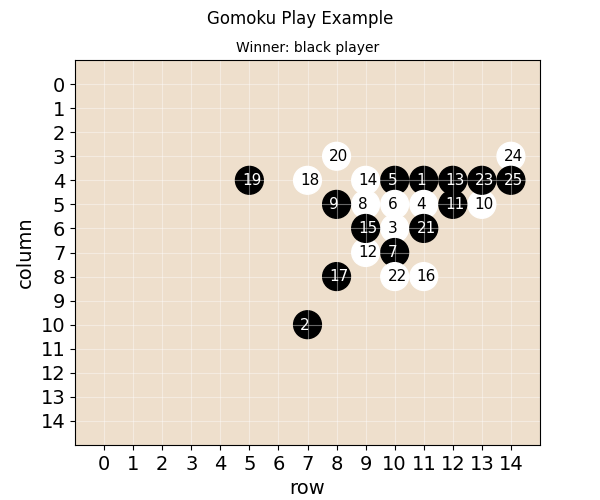 Gomoku Play Example
Winner: black player
0
1
2
3 20 24
4 19 18 14 5 1 13 23 25
5 9 8 6 4 11 10
6 15 3 21
7 12 7
8 17 22 16
9
10 2
11
12
13
14
column
0 1 2 3 4 5 6 7 8 9 10 11 12 13 14
row